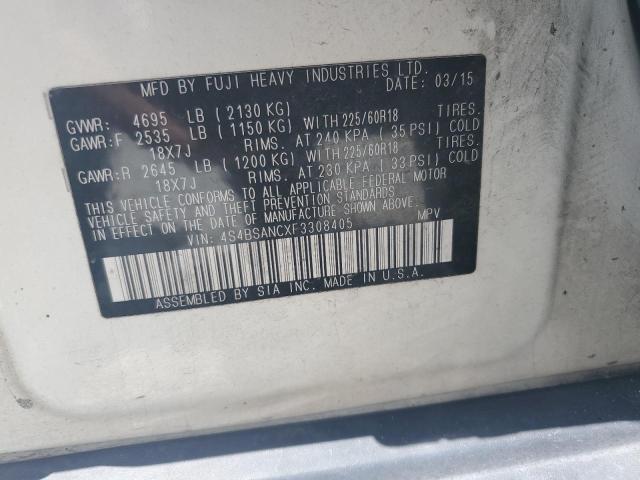 MFD BY FUJI HEAVY INDUSTRIES LTD.
DATE: 03/15
GVWR: 4695 LB (2130 KG)
GAWR:F 2535 LB (1150 KG) WITH 225/60R18 TIRES.
18X7J RIMS. AT 240 KPA (35 PSI) COLD
GAWR:R 2645 LB (1200 KG) WITH 225/60R18 TIRES.
18X7J RIMS. AT 230 KPA (33 PSI) COLD
THIS VEHICLE CONFORMS TO ALL APPLICABLE FEDERAL MOTOR
VEHICLE SAFETY AND THEFT PREVENTION STANDARDS
IN EFFECT ON THE DATE OF MANUFACTURE SHOWN ABOVE.
VIN: 4S4BSANCXF3308405 MPV
ASSEMBLED BY SIA INC. MADE IN U.S.A.